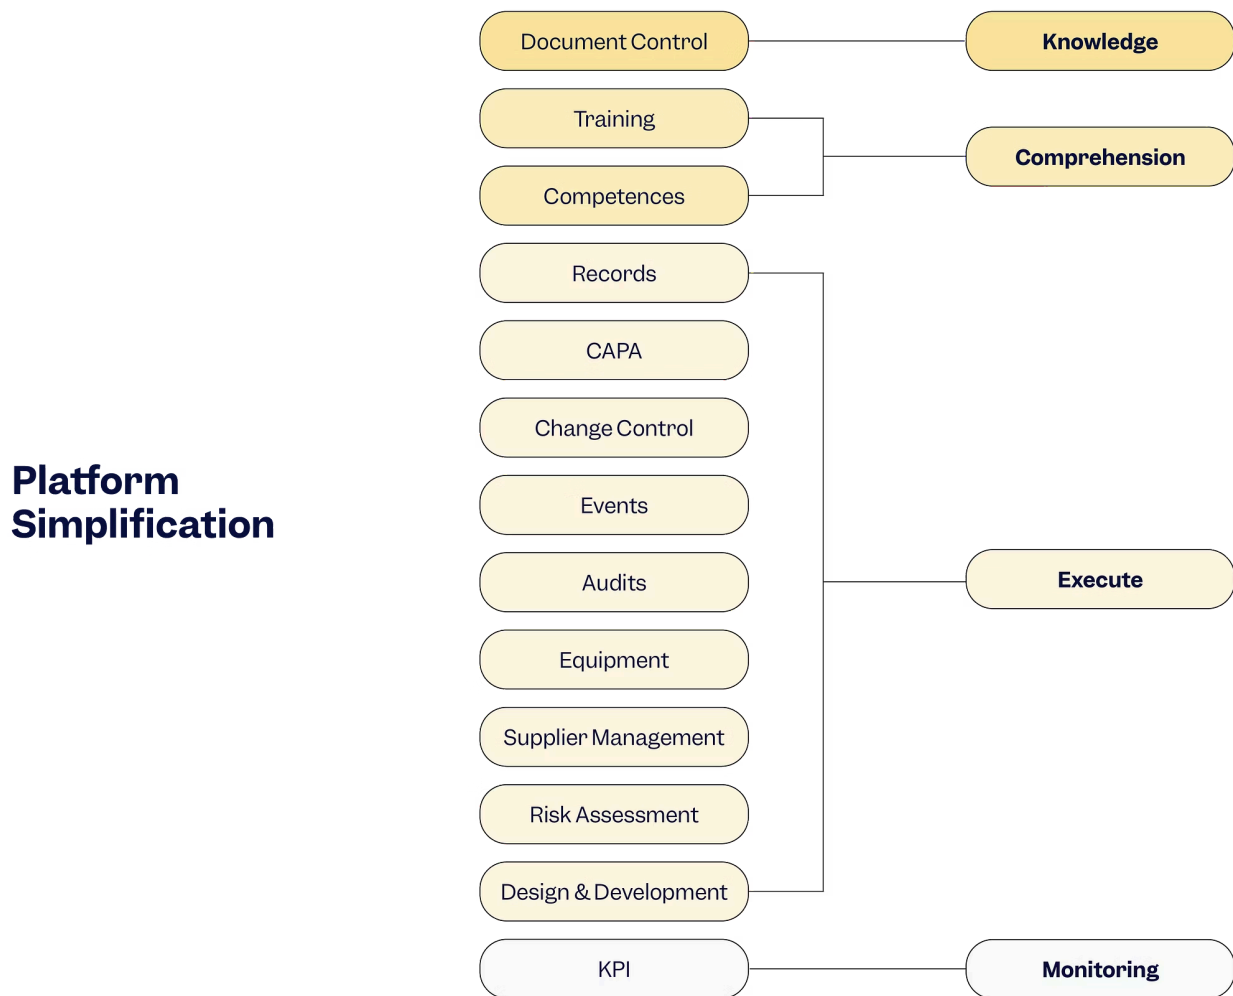 Document Control
Knowledge
Training
Comprehension
Competences
Records
CAPA
Change Control
Platform
Simplification
Events
Audits
Execute
Equipment
Supplier Management
Risk Assessment
Design & Development
KPI
Monitoring